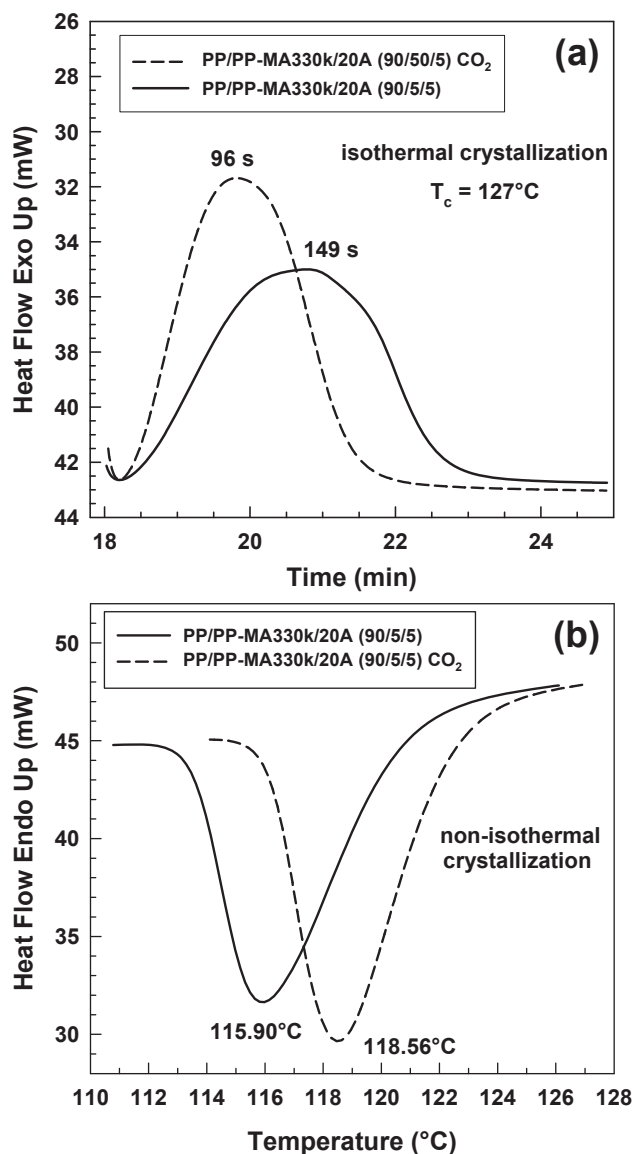 26
28
30
32
34
36
38
40
42
44
Heat Flow Exo Up (mW)
PP/PP-MA330k/20A (90/50/5) CO₂
PP/PP-MA330k/20A (90/5/5)
(a)
96 s
isothermal crystallization
T꜀ = 127°C
149 s
18 20 22 24
Time (min)
50
45
40
35
30
Heat Flow Endo Up (mW)
PP/PP-MA330k/20A (90/5/5)
PP/PP-MA330k/20A (90/5/5) CO₂
(b)
non-isothermal
crystallization
115.90°C
118.56°C
110 112 114 116 118 120 122 124 126 128
Temperature (°C)